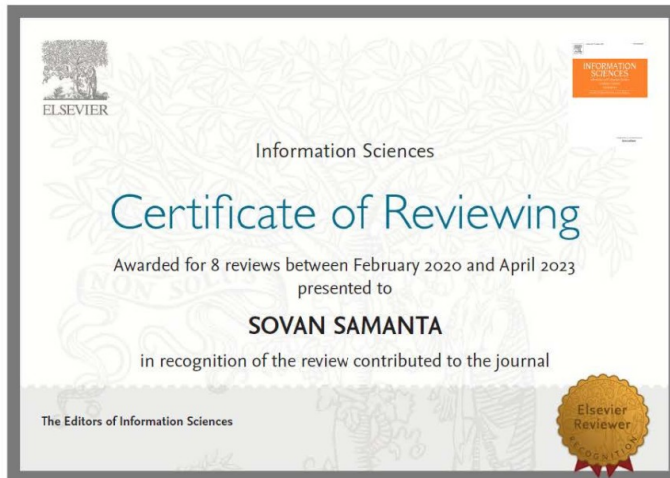 ELSEVIER
INFORMATION
SCIENCES
Information Sciences
Certificate of Reviewing
Awarded for 8 reviews between February 2020 and April 2023
presented to
SOVAN SAMANTA
in recognition of the review contributed to the journal
The Editors of Information Sciences
Elsevier
Reviewer
RECOGNITION
NON SOLUS